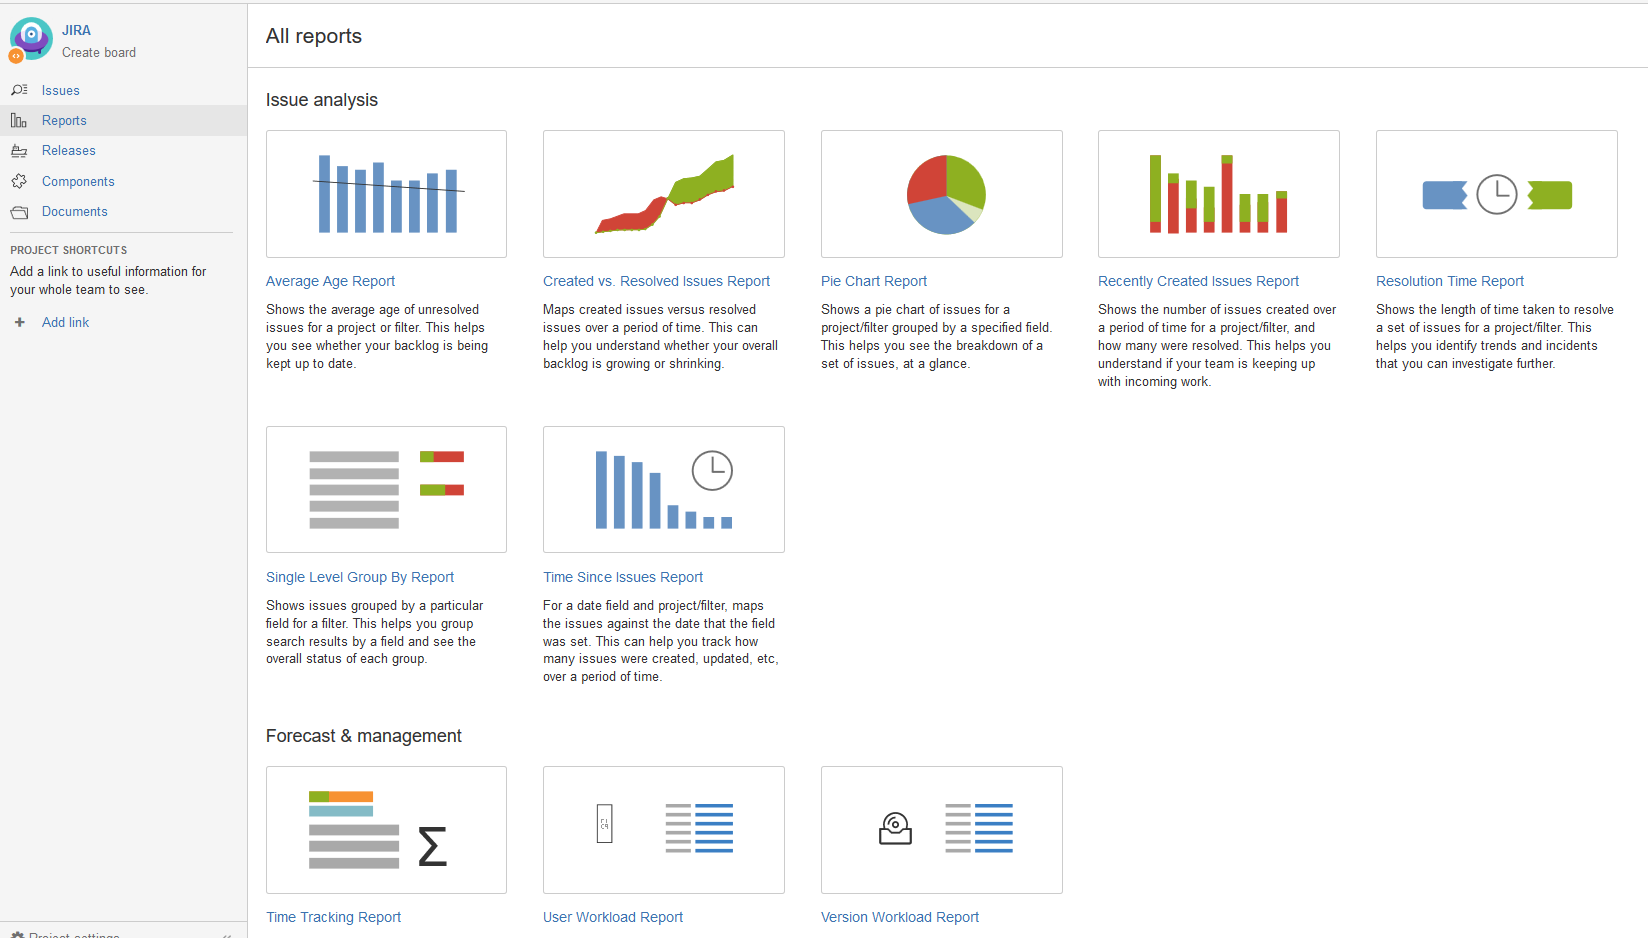 JIRA
Create board
Issues
Reports
Releases
Components
Documents
PROJECT SHORTCUTS
Add a link to useful information for
your whole team to see.
Add link
Project settings
All reports
Issue analysis
Average Age Report
Shows the average age of unresolved
issues for a project or filter. This helps
you see whether your backlog is being
kept up to date.
Created vs. Resolved Issues Report
Maps created issues versus resolved
issues over a period of time. This can
help you understand whether your overall
backlog is growing or shrinking.
Pie Chart Report
Shows a pie chart of issues for a
project/filter grouped by a specified field.
This helps you see the breakdown of a
set of issues, at a glance.
Recently Created Issues Report
Shows the number of issues created over
a period of time for a project/filter, and
how many were resolved. This helps you
understand if your team is keeping up
with incoming work.
Resolution Time Report
Shows the length of time taken to resolve
a set of issues for a project/filter. This
helps you identify trends and incidents
that you can investigate further.
Single Level Group By Report
Shows issues grouped by a particular
field for a filter. This helps you group
search results by a field and see the
overall status of each group.
Time Since Issues Report
For a date field and project/filter, maps
the issues against the date that the field
was set. This can help you track how
many issues were created, updated, etc,
over a period of time.
Forecast & management
Σ
Time Tracking Report
User Workload Report
Version Workload Report